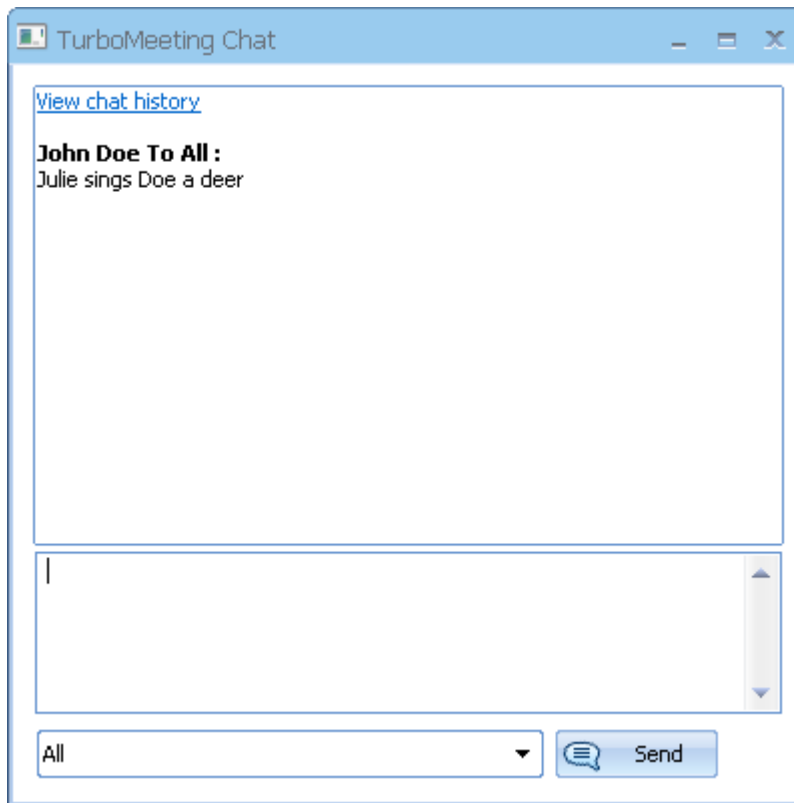 TurboMeeting Chat
View chat history
John Doe To All :
Julie sings Doe a deer
All
Send